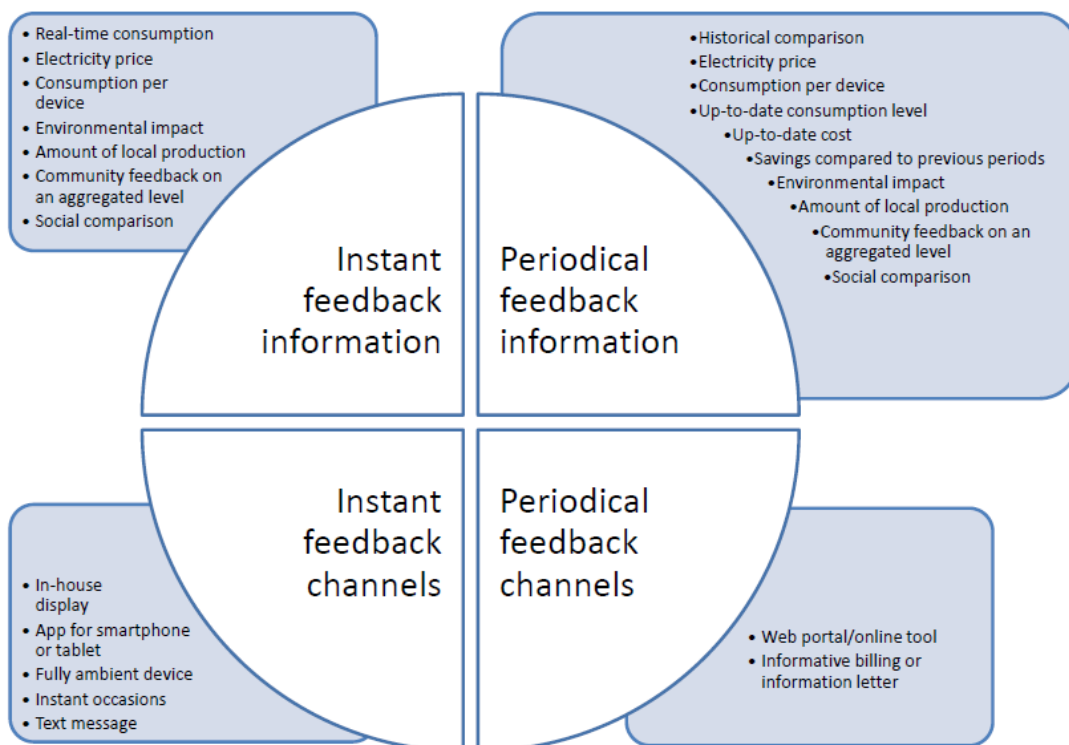 • Real-time consumption
• Electricity price
• Consumption per
device
• Environmental impact
• Amount of local production
• Community feedback on
an aggregated level
• Social comparison
•Historical comparison
•Electricity price
•Consumption per device
•Up-to-date consumption level
•Up-to-date cost
•Savings compared to previous periods
•Environmental impact
•Amount of local production
•Community feedback on an
aggregated level
•Social comparison
Instant
feedback
information
Periodical
feedback
information
Instant
feedback
channels
Periodical
feedback
channels
• In-house
display
• App for smartphone
or tablet
• Fully ambient device
• Instant occasions
• Text message
• Web portal/online tool
• Informative billing or
information letter